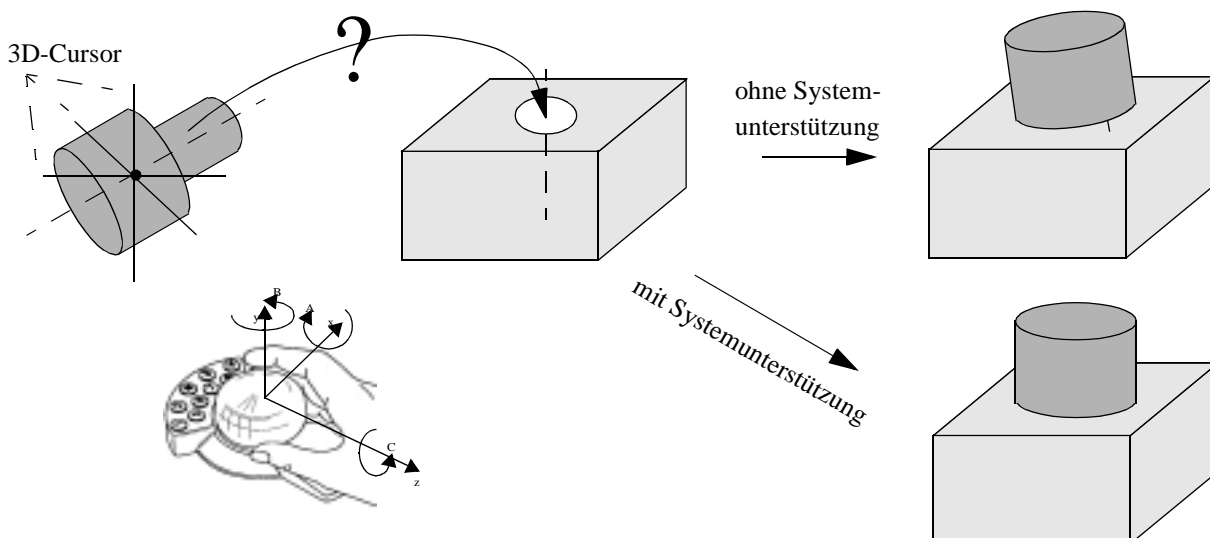 3D-Cursor
?
ohne System-
unterstützung
mit Systemunterstützung
B
A
y
x
C
z